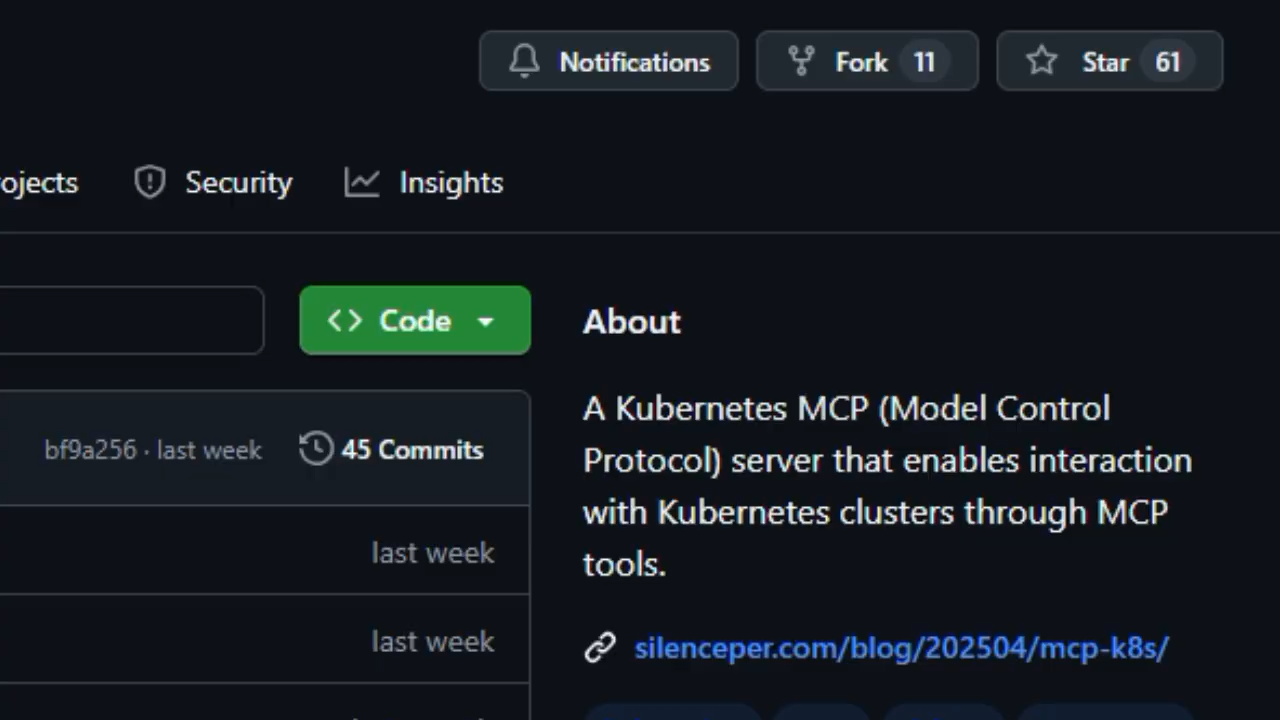 Notifications Fork 11 Star 61
ojects Security Insights
Code
About
A Kubernetes MCP (Model Control
Protocol) server that enables interaction
with Kubernetes clusters through MCP
tools.
bf9a256 · last week 45 Commits
last week
last week
silenceper.com/blog/202504/mcp-k8s/